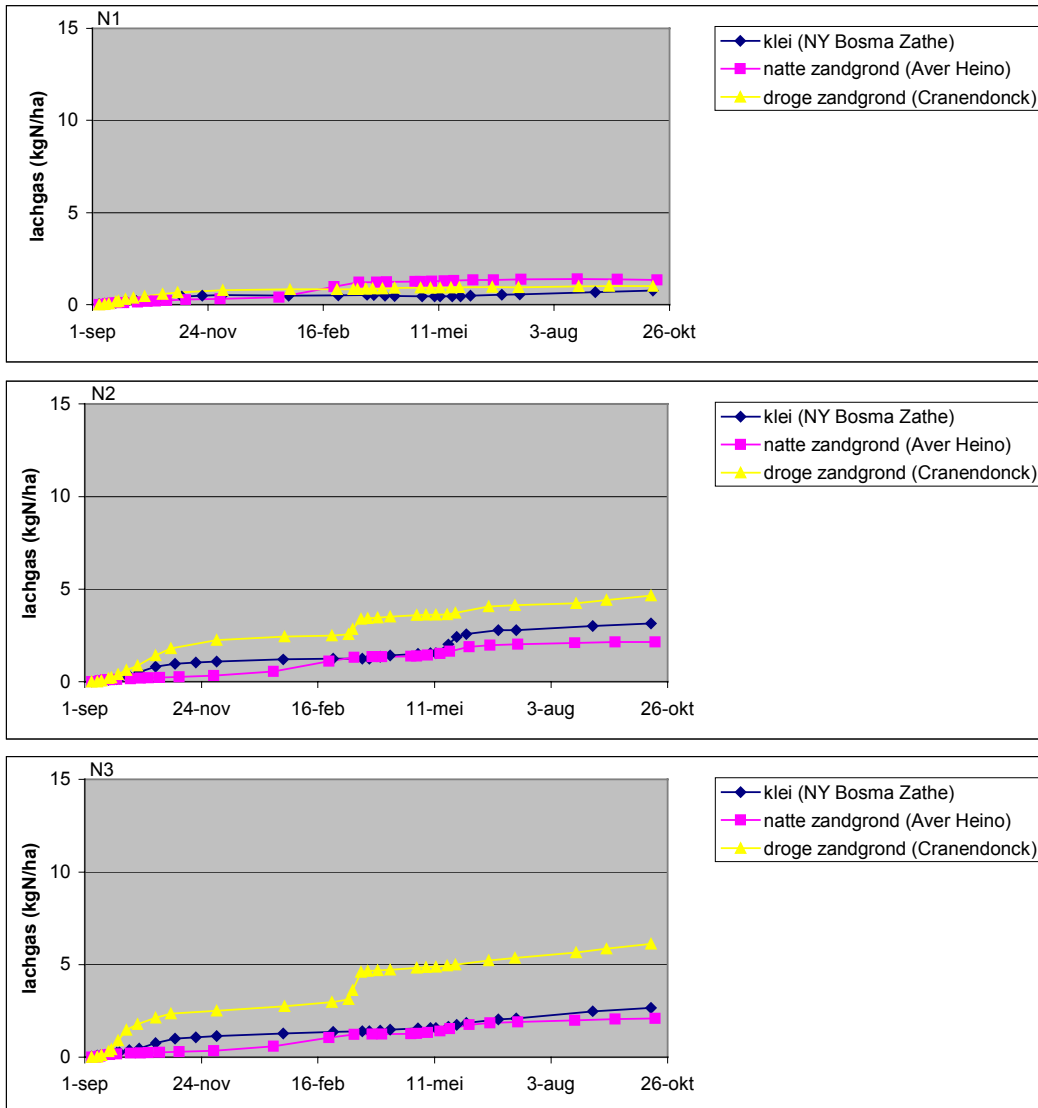 N1
15
10
5
0
lachgas (kgN/ha)
1-sep 24-nov 16-feb 11-mei 3-aug 26-okt
klei (NY Bosma Zathe)
natte zandgrond (Aver Heino)
droge zandgrond (Cranendonck)
N2
15
10
5
0
lachgas (kgN/ha)
1-sep 24-nov 16-feb 11-mei 3-aug 26-okt
klei (NY Bosma Zathe)
natte zandgrond (Aver Heino)
droge zandgrond (Cranendonck)
N3
15
10
5
0
lachgas (kgN/ha)
1-sep 24-nov 16-feb 11-mei 3-aug 26-okt
klei (NY Bosma Zathe)
natte zandgrond (Aver Heino)
droge zandgrond (Cranendonck)